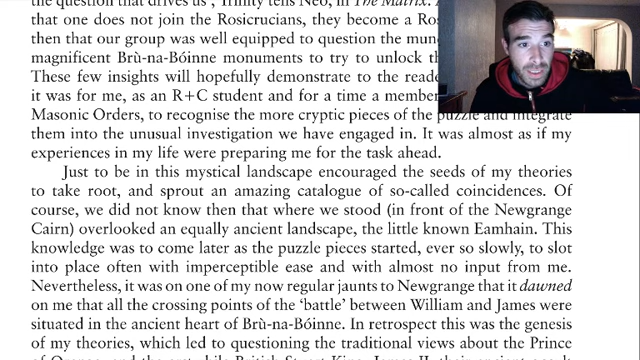 the question that drives us', Trinity tells Neo, in The Matrix.
that one does not join the Rosicrucians, they become a
then that our group was well equipped to question the
magnificent Brù-na-Bóinne monuments to try to unlock
These few insights will hopefully demonstrate to the
it was for me, as an R+C student and for a time a member
Masonic Orders, to recognise the more cryptic pieces of the puzzle and integrate
them into the unusual investigation we have engaged in. It was almost as if my
experiences in my life were preparing me for the task ahead.
Just to be in this mystical landscape encouraged the seeds of my theories
to take root, and sprout an amazing catalogue of so-called coincidences. Of
course, we did not know then that where we stood (in front of the Newgrange
Cairn) overlooked an equally ancient landscape, the little known Eamhain. This
knowledge was to come later as the puzzle pieces started, ever so slowly, to slot
into place often with imperceptible ease and with almost no input from me.
Nevertheless, it was on one of my now regular jaunts to Newgrange that it dawned
on me that all the crossing points of the 'battle' between William and James were
situated in the ancient heart of Brù-na-Bóinne. In retrospect this was the genesis
of my theories, which led to questioning the traditional views about the Prince